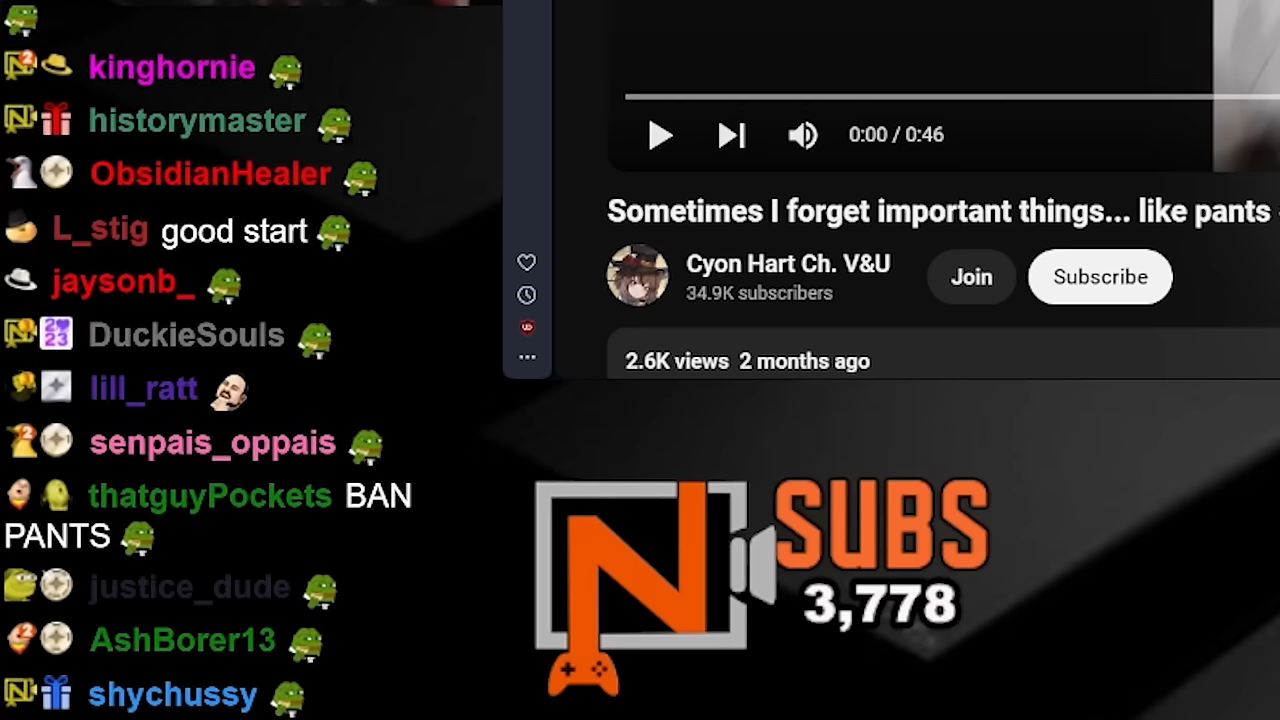 kinghornie
historymaster
ObsidianHealer
L_stig good start
jaysonb_
DuckieSouls
lill_ratt
senpais_oppais
thatguyPockets BAN
PANTS
justice_dude
AshBorer13
shychussy
0:00 / 0:46
Sometimes I forget important things... like pants
Cyon Hart Ch. V&U
34.9K subscribers
Join
Subscribe
2.6K views 2 months ago
N
SUBS
3,778